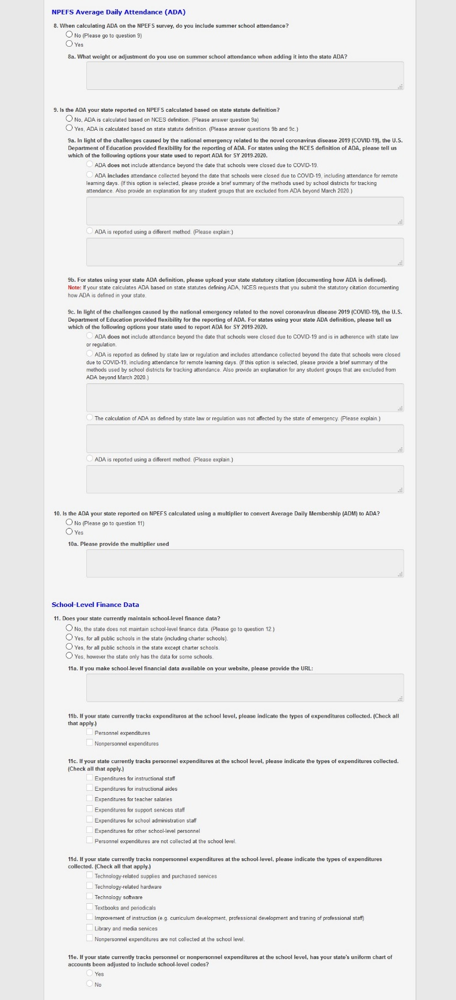 NPEFS Average Daily Attendance (ADA)
8. When calculating ADA on the NPEFS survey, do you include summer school attendance?
No (Please go to question 9)
Yes
8a. What weight or adjustment do you use on summer school attendance when adding it into the state ADA?
9. Is the ADA your state reported on NPEFS calculated based on state statute definition?
No, ADA is calculated based on NCES definition. (Please answer question 9a)
Yes, ADA is calculated based on state statute definition. (Please answer questions 9b and 9c.)
9a. In light of the challenges caused by the national emergency related to the novel coronavirus disease 2019 (COVID-19), the U.S.
Department of Education provided flexibility for the reporting of ADA. For states using the NCES definition of ADA, please tell us
which of the following options your state used to report ADA for SY 2019-2020.
ADA does not include attendance beyond the date that schools were closed due to COVID-19.
ADA includes attendance collected beyond the date that schools were closed due to COVID-19, including attendance for remote
learning days. (If this option is selected, please provide a brief summary of the methods used by school districts for tracking
attendance. Also provide an explanation for any student groups that are excluded from ADA beyond March 2020.)
ADA is reported using a different method. (Please explain:)
9b. For states using your state ADA definition, please upload your state statutory citation (documenting how ADA is defined).
Note: If your state calculates ADA based on state statutes defining ADA, NCES requests that you submit the statutory citation documenting
how ADA is defined in your state.
9c. In light of the challenges caused by the national emergency related to the novel coronavirus disease 2019 (COVID-19), the U.S.
Department of Education provided flexibility for the reporting of ADA. For states using your state ADA definition, please tell us
which of the following options your state used to report ADA for SY 2019-2020.
ADA does not include attendance beyond the date that schools were closed due to COVID-19 and is in adherence with state law
or regulation.
ADA is reported as defined by state law or regulation and includes attendance collected beyond the date that schools were closed
due to COVID-19, including attendance for remote learning days. (If this option is selected, please provide a brief summary of the
methods used by school districts for tracking attendance. Also provide an explanation for any student groups that are excluded from
ADA beyond March 2020.)
The calculation of ADA as defined by state law or regulation was not affected by the state of emergency. (Please explain.)
ADA is reported using a different method. (Please explain.)
10. Is the ADA your state reported on NPEFS calculated using a multiplier to convert Average Daily Membership (ADM) to ADA?
No (Please go to question 11)
Yes
10a. Please provide the multiplier used
School-Level Finance Data
11. Does your state currently maintain school-level finance data?
No, the state does not maintain school-level finance data. (Please go to question 12.)
Yes, for all public schools in the state (including charter schools).
Yes, for all public schools in the state except charter schools.
Yes, however the state only has the data for some schools.
11a. If you make school-level financial data available on your website, please provide the URL:
11b. If your state currently tracks expenditures at the school level, please indicate the types of expenditures collected. (Check all
that apply.)
Personnel expenditures
Nonpersonnel expenditures
11c. If your state currently tracks personnel expenditures at the school level, please indicate the types of expenditures collected.
(Check all that apply.)
Expenditures for instructional staff
Expenditures for instructional aides
Expenditures for teacher salaries
Expenditures for support services staff
Expenditures for school administration staff
Expenditures for other school-level personnel
Personnel expenditures are not collected at the school level.
11d. If your state currently tracks nonpersonnel expenditures at the school-level, please indicate the types of expenditures
collected. (Check all that apply.)
Technology-related supplies and purchased services
Technology-related hardware
Technology software
Textbooks and periodicals
Improvement of instruction (e.g. curriculum development, professional development and traning of professional staff)
Library and media services
Nonpersonnel expenditures are not collected at the school level.
11e. If your state currently tracks personnel or nonpersonnel expenditures at the school level, has your state's uniform chart of
accounts been adjusted to include school-level codes?
Yes
No